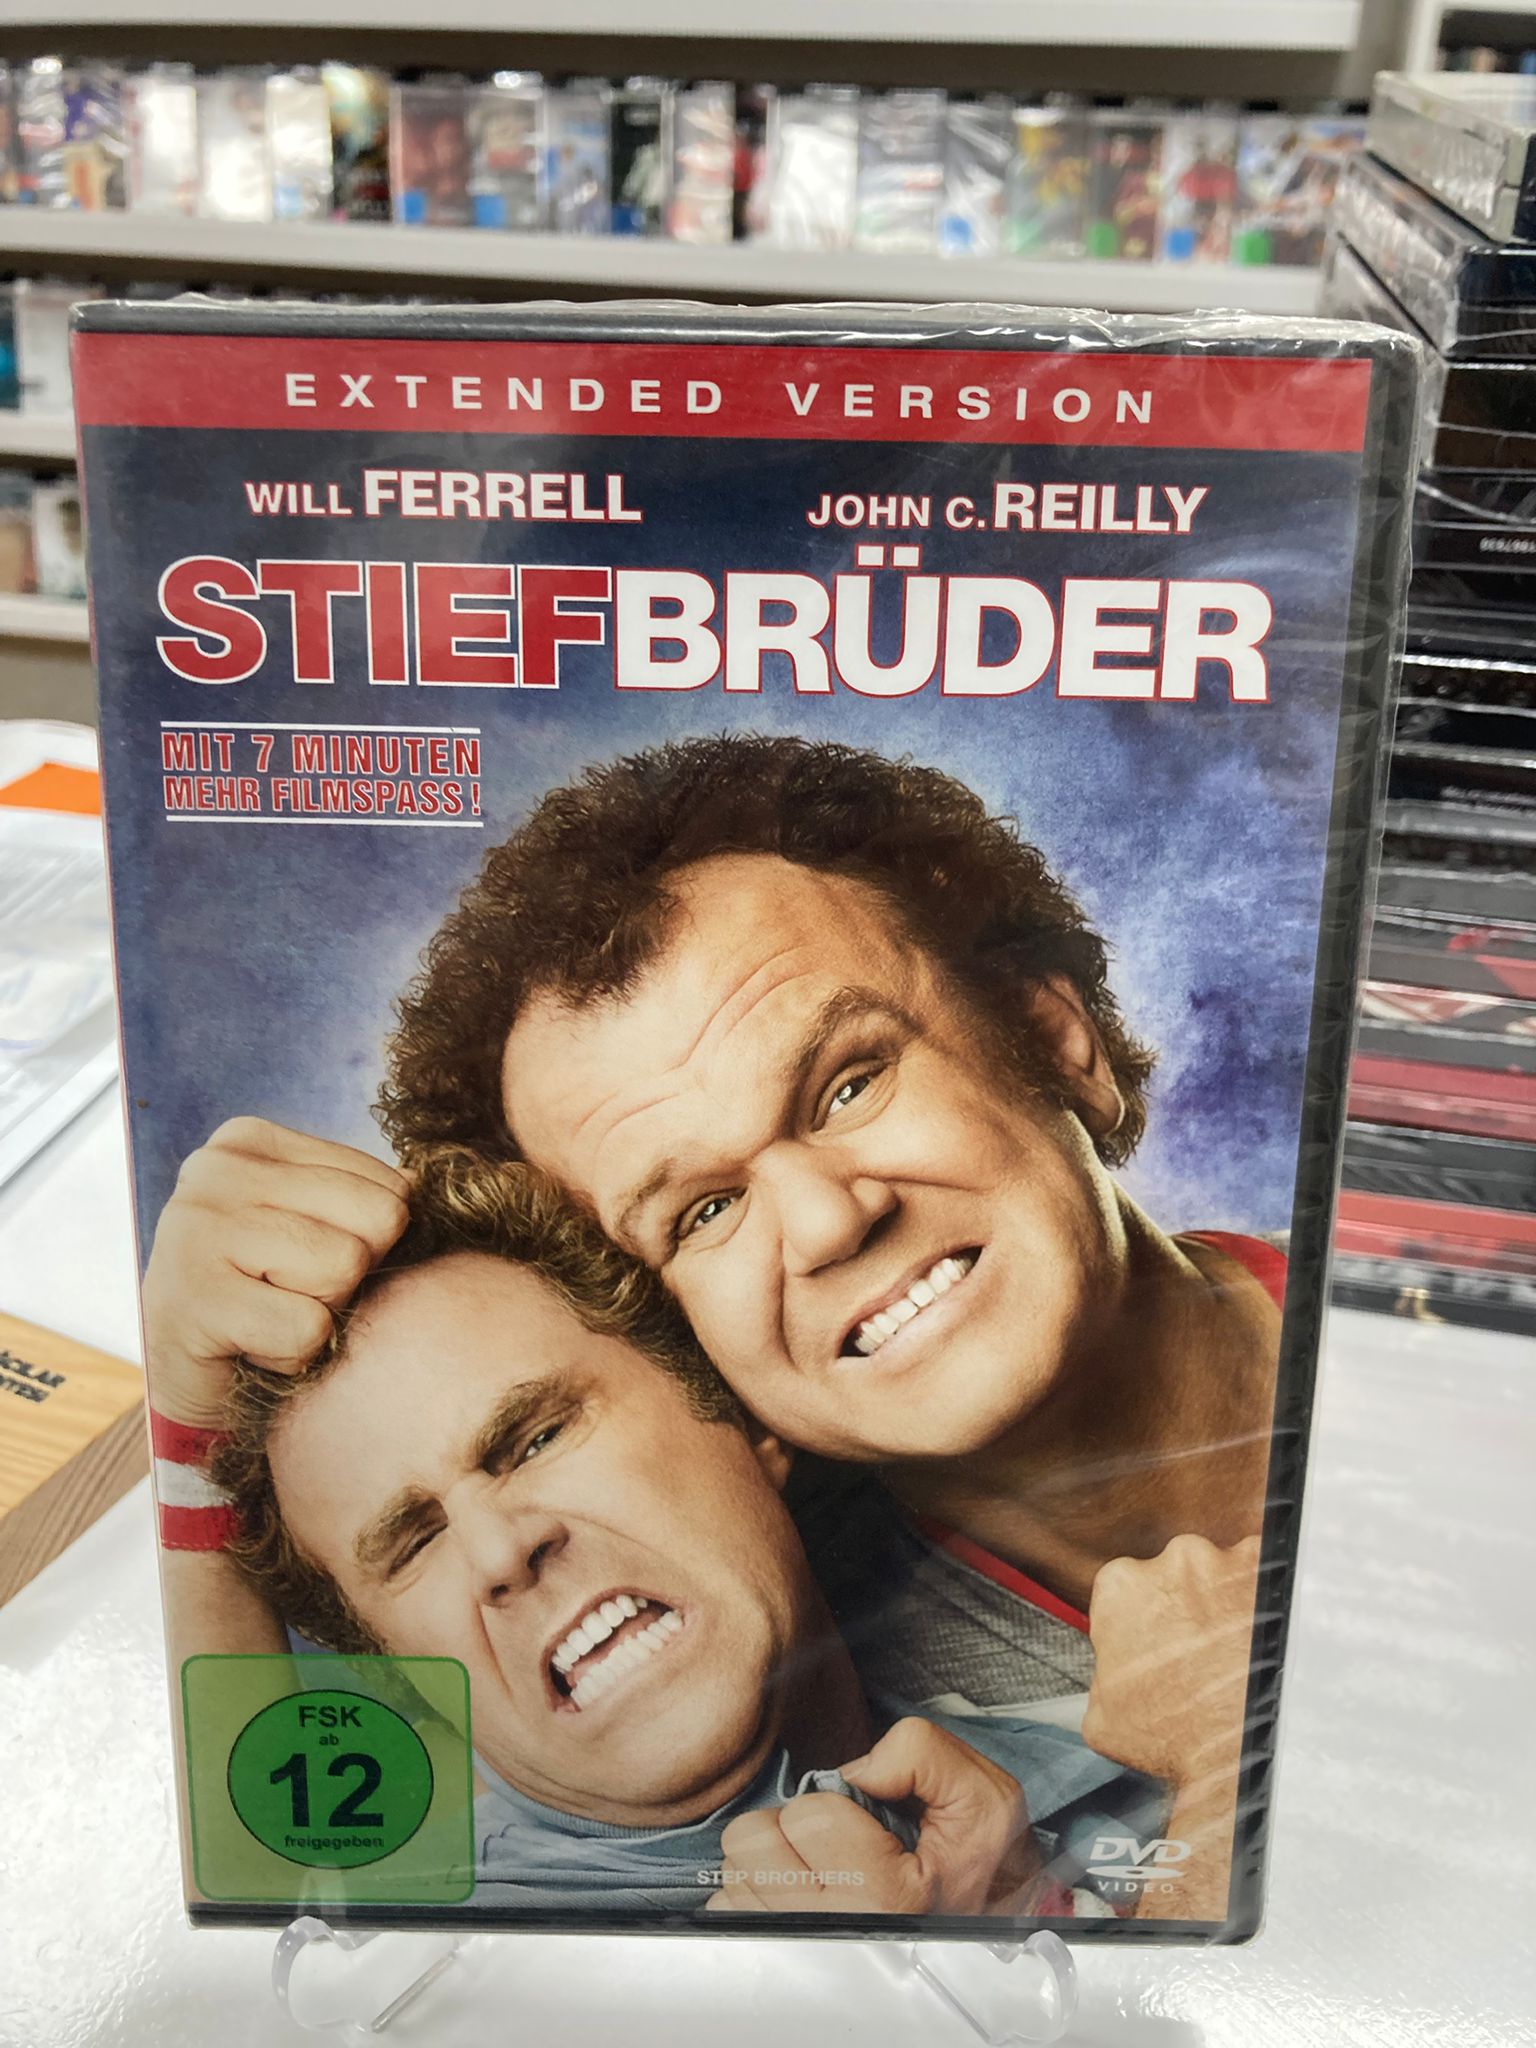 EXTENDED VERSION
WILL FERRELL
JOHN C. REILLY
STIEFBRÜDER
MIT 7 MINUTEN
MEHR FILMSPASS!
FSK
ab
12
freigegeben
STEP BROTHERS
DVD
VIDEO